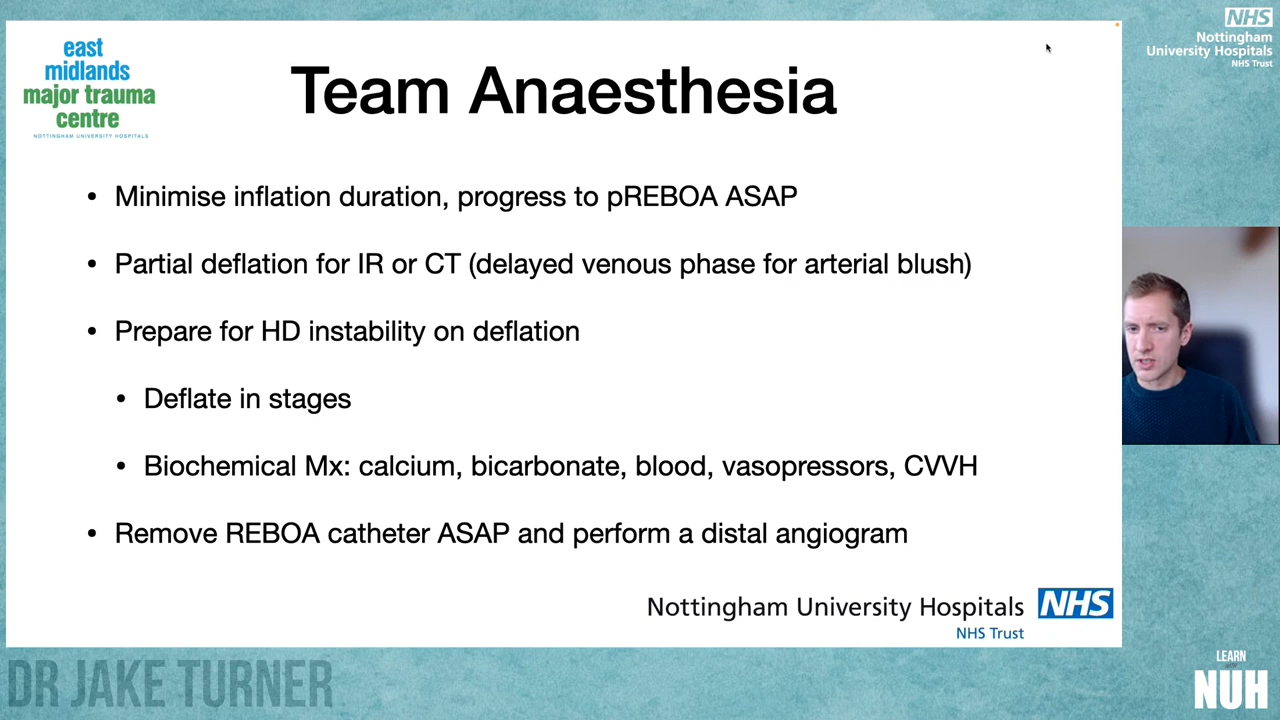 east
midlands
major trauma
centre
NOTTINGHAM UNIVERSITY HOSPITALS
Team Anaesthesia
NHS
Nottingham
University Hospitals
NHS Trust
• Minimise inflation duration, progress to pREBOA ASAP
• Partial deflation for IR or CT (delayed venous phase for arterial blush)
• Prepare for HD instability on deflation
• Deflate in stages
• Biochemical Mx: calcium, bicarbonate, blood, vasopressors, CVVH
• Remove REBOA catheter ASAP and perform a distal angiogram
Nottingham University Hospitals NHS
NHS Trust
DR JAKE TURNER
LEARN
NUH